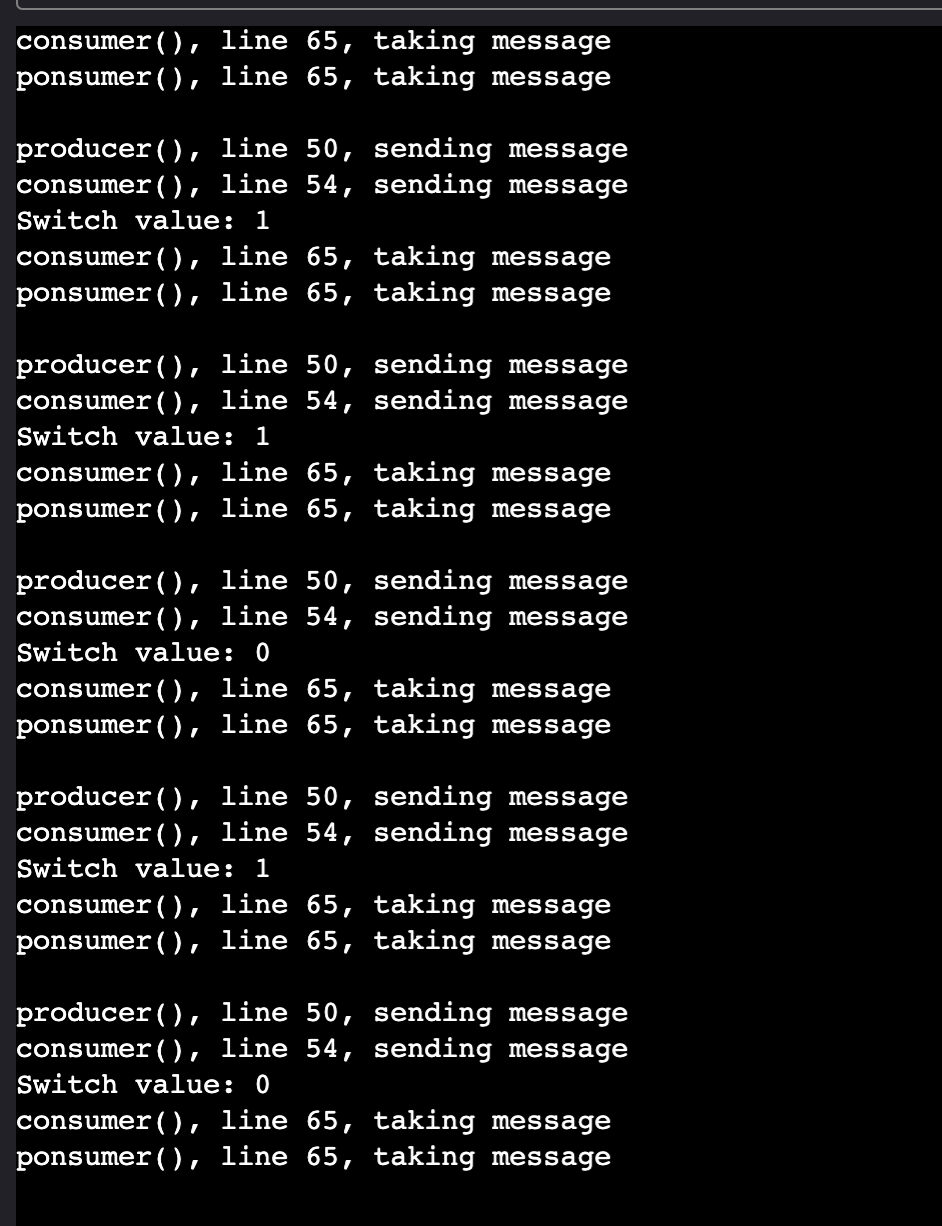 consumer(), line 65, taking message
ponsumer(), line 65, taking message
producer(), line 50, sending message
consumer(), line 54, sending message
Switch value: 1
consumer(), line 65, taking message
ponsumer(), line 65, taking message
producer(), line 50, sending message
consumer(), line 54, sending message
Switch value: 1
consumer(), line 65, taking message
ponsumer(), line 65, taking message
producer(), line 50, sending message
consumer(), line 54, sending message
Switch value: 0
consumer(), line 65, taking message
ponsumer(), line 65, taking message
producer(), line 50, sending message
consumer(), line 54, sending message
Switch value: 1
consumer(), line 65, taking message
ponsumer(), line 65, taking message
producer(), line 50, sending message
consumer(), line 54, sending message
Switch value: 0
consumer(), line 65, taking message
ponsumer(), line 65, taking message